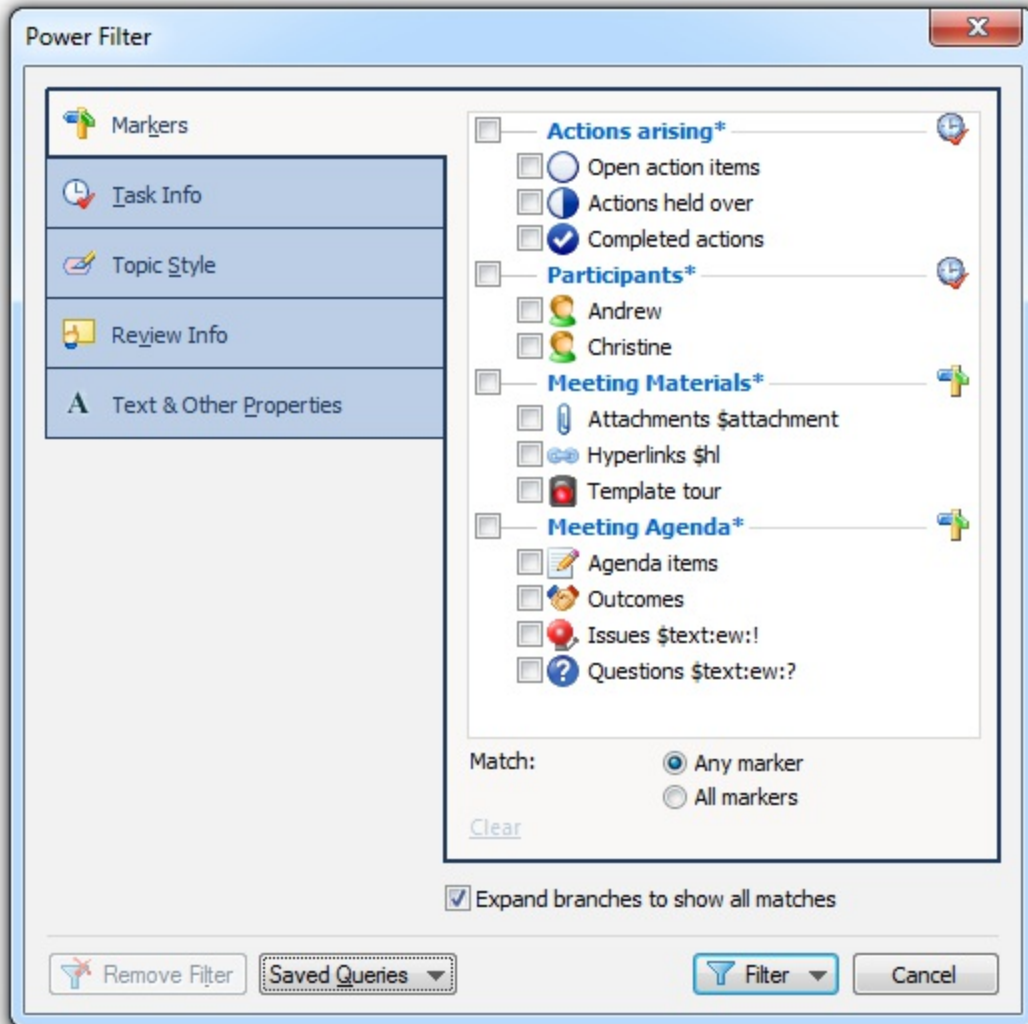 Power Filter
Markers
Task Info
Topic Style
Review Info
Text & Other Properties
Actions arising*
Open action items
Actions held over
Completed actions
Participants*
Andrew
Christine
Meeting Materials*
Attachments $attachment
Hyperlinks $hl
Template tour
Meeting Agenda*
Agenda items
Outcomes
Issues $text:ew:!
Questions $text:ew:?
Match:
Any marker
All markers
Clear
Expand branches to show all matches
Remove Filter
Saved Queries
Filter
Cancel